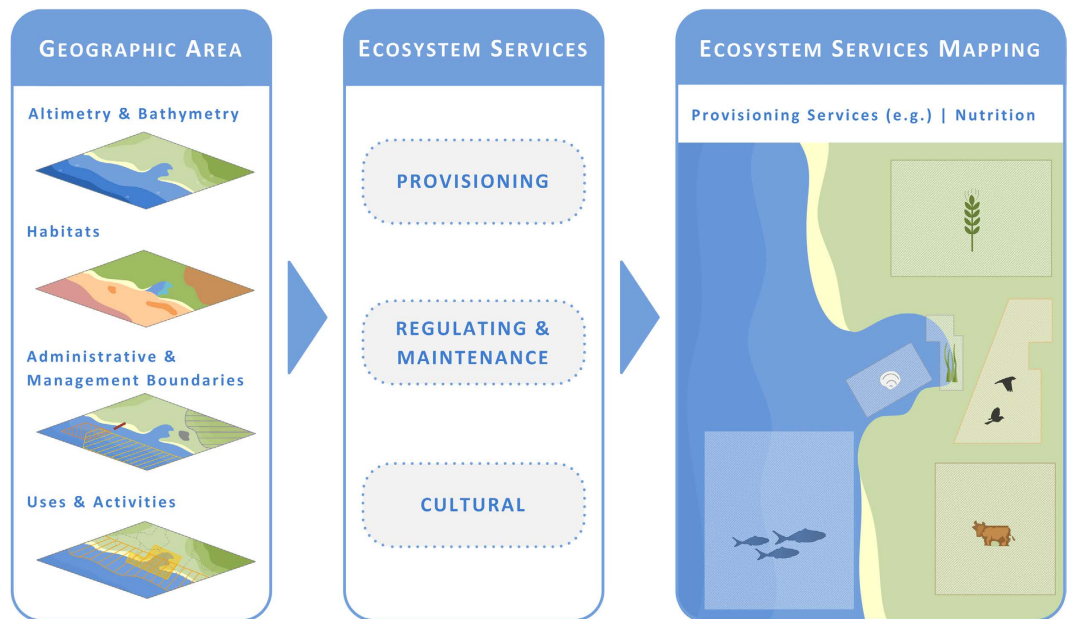 GEOGRAPHIC AREA
Altimetry & Bathymetry
Habitats
Administrative &
Management Boundaries
Uses & Activities
ECOSYSTEM SERVICES
PROVISIONING
REGULATING &
MAINTENANCE
CULTURAL
ECOSYSTEM SERVICES MAPPING
Provisioning Services (e.g.) | Nutrition